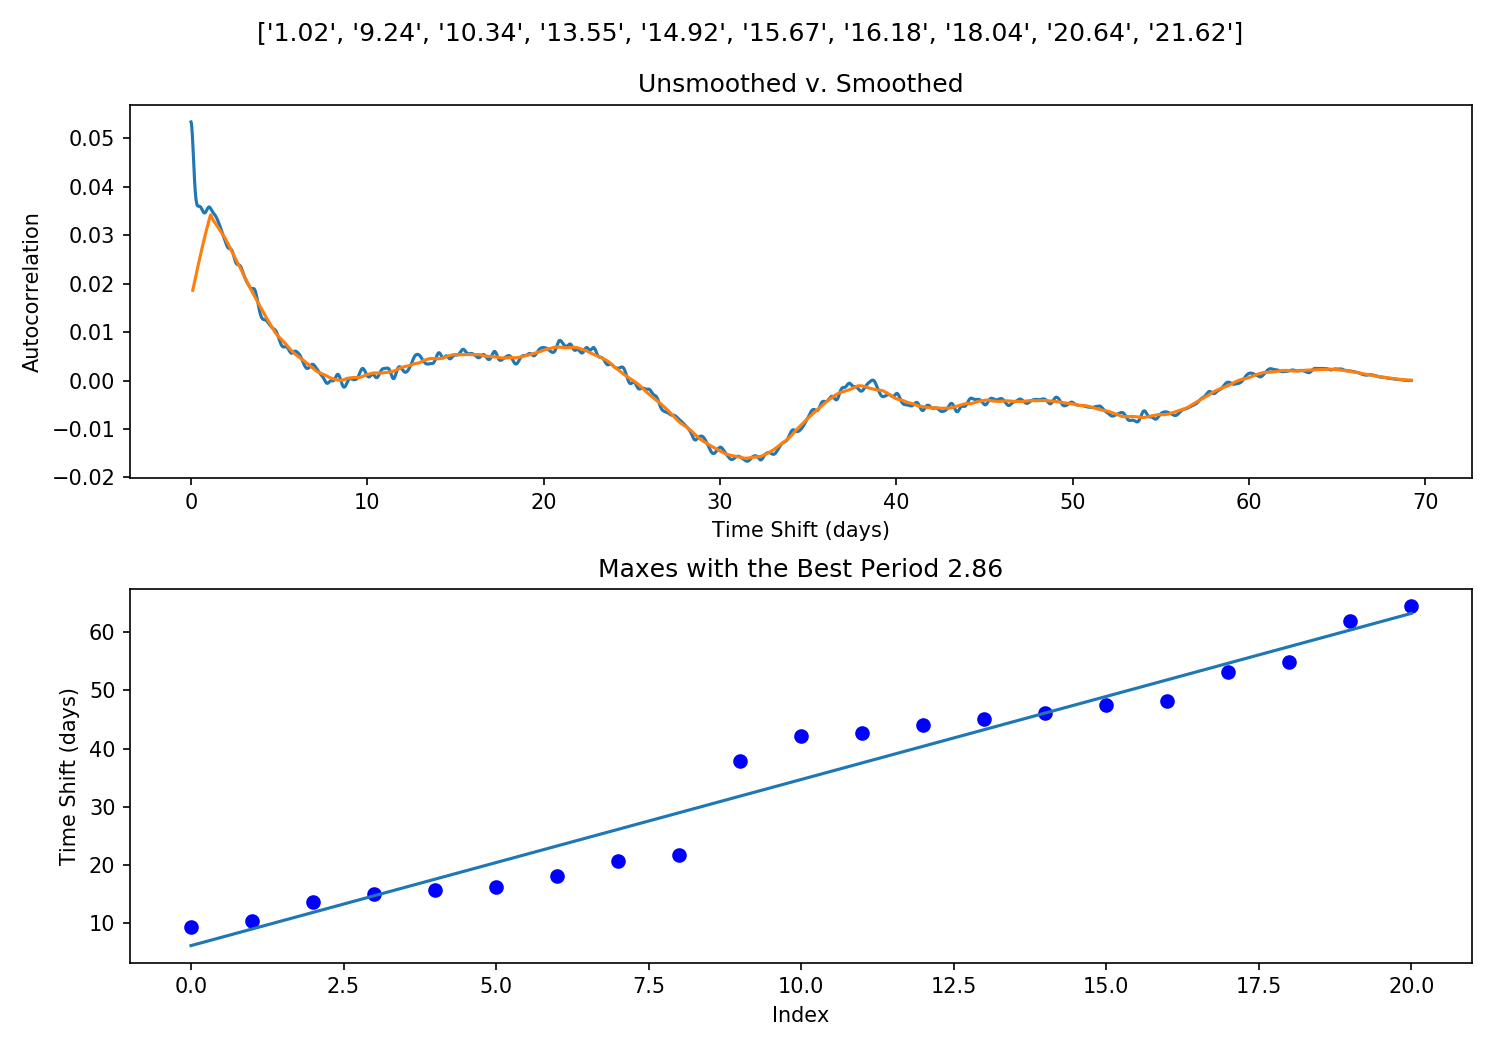 ['1.02', '9.24', '10.34', '13.55', '14.92', '15.67', '16.18', '18.04', '20.64', '21.62']
Unsmoothed v. Smoothed
Autocorrelation
0.05
0.04
0.03
0.02
0.01
0.00
−0.01
−0.02
0 10 20 30 40 50 60 70
Time Shift (days)
Maxes with the Best Period 2.86
Time Shift (days)
60
50
40
30
20
10
0.0 2.5 5.0 7.5 10.0 12.5 15.0 17.5 20.0
Index